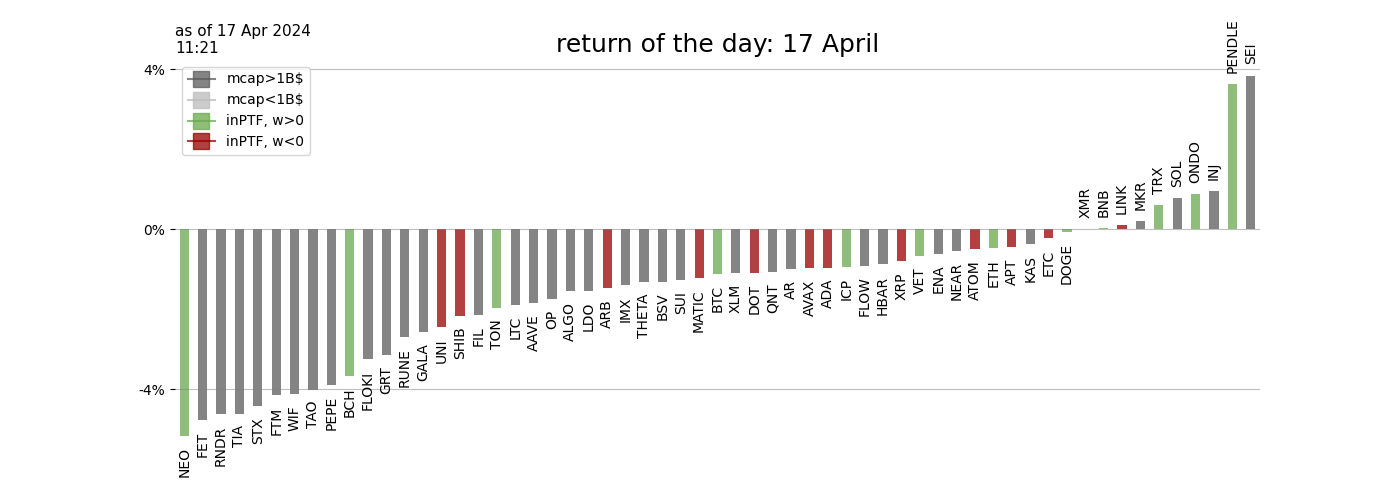 as of 17 Apr 2024
11:21
return of the day: 17 April
4%
0%
-4%
mcap>1B$
mcap<1B$
inPTF, w>0
inPTF, w<0
NEO
FET
RNDR
TIA
STX
FTM
WIF
TAO
PEPE
BCH
FLOKI
GRT
RUNE
GALA
UNI
SHIB
FIL
TON
LTC
AAVE
OP
ALGO
LDO
ARB
IMX
THETA
BSV
SUI
MATIC
BTC
XLM
DOT
QNT
AR
AVAX
ADA
ICP
FLOW
HBAR
XRP
VET
ENA
NEAR
ATOM
ETH
APT
KAS
ETC
DOGE
XMR
BNB
LINK
MKR
TRX
SOL
ONDO
INJ
PENDLE
SEI